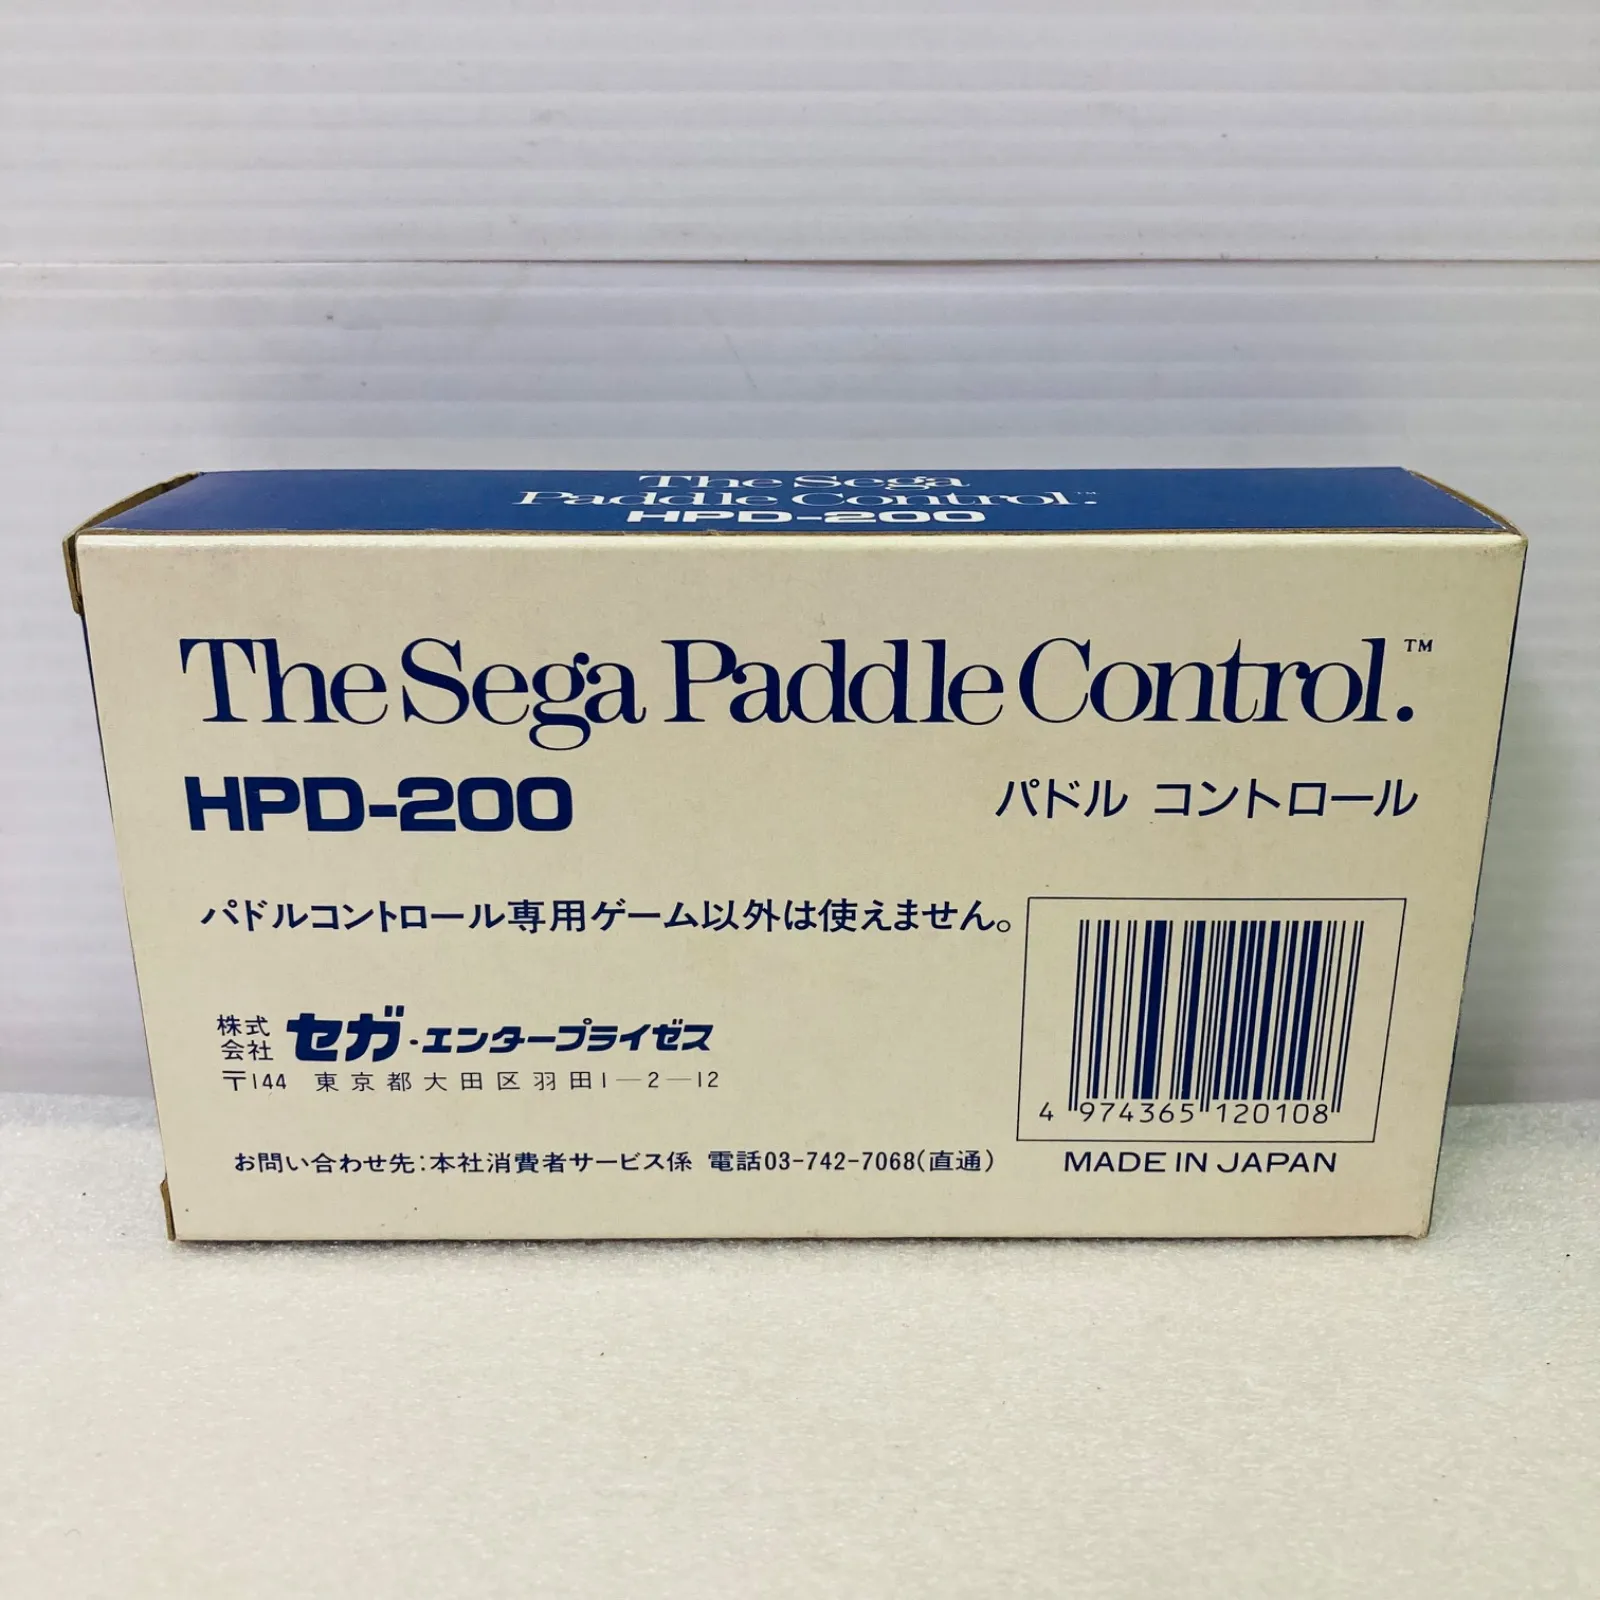 The Sega
Paddle Control.™
HPD-200
The Sega Paddle Control.™
HPD-200
パドル コントロール
パドルコントロール専用ゲーム以外は使えません。
株式会社 セガ・エンタープライゼス
〒144 東京都大田区羽田1—2—12
お問い合わせ先:本社消費者サービス係 電話03-742-7068(直通)
4 974365 120108
MADE IN JAPAN